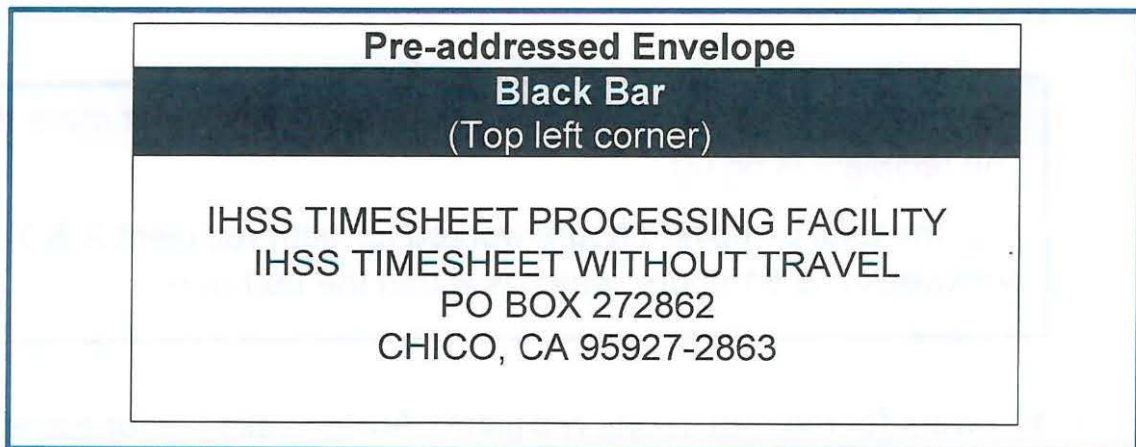 Pre-addressed Envelope
Black Bar
(Top left corner)
IHSS TIMESHEET PROCESSING FACILITY
IHSS TIMESHEET WITHOUT TRAVEL
PO BOX 272862
CHICO, CA 95927-2863